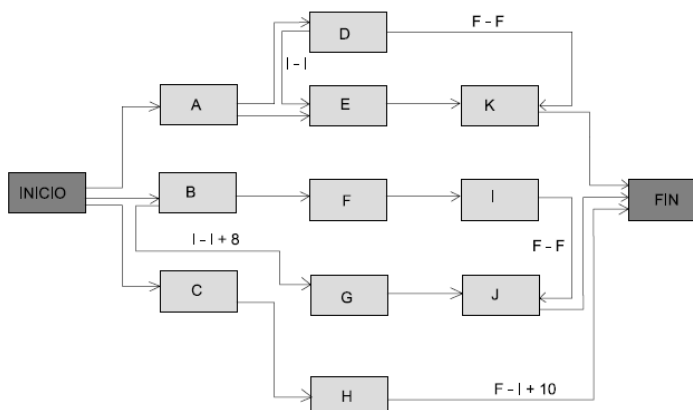 D
F - F
I - I
A
E
K
INICIO
B
F
I
FIN
I - I + 8
F - F
C
G
J
H
F - I + 10